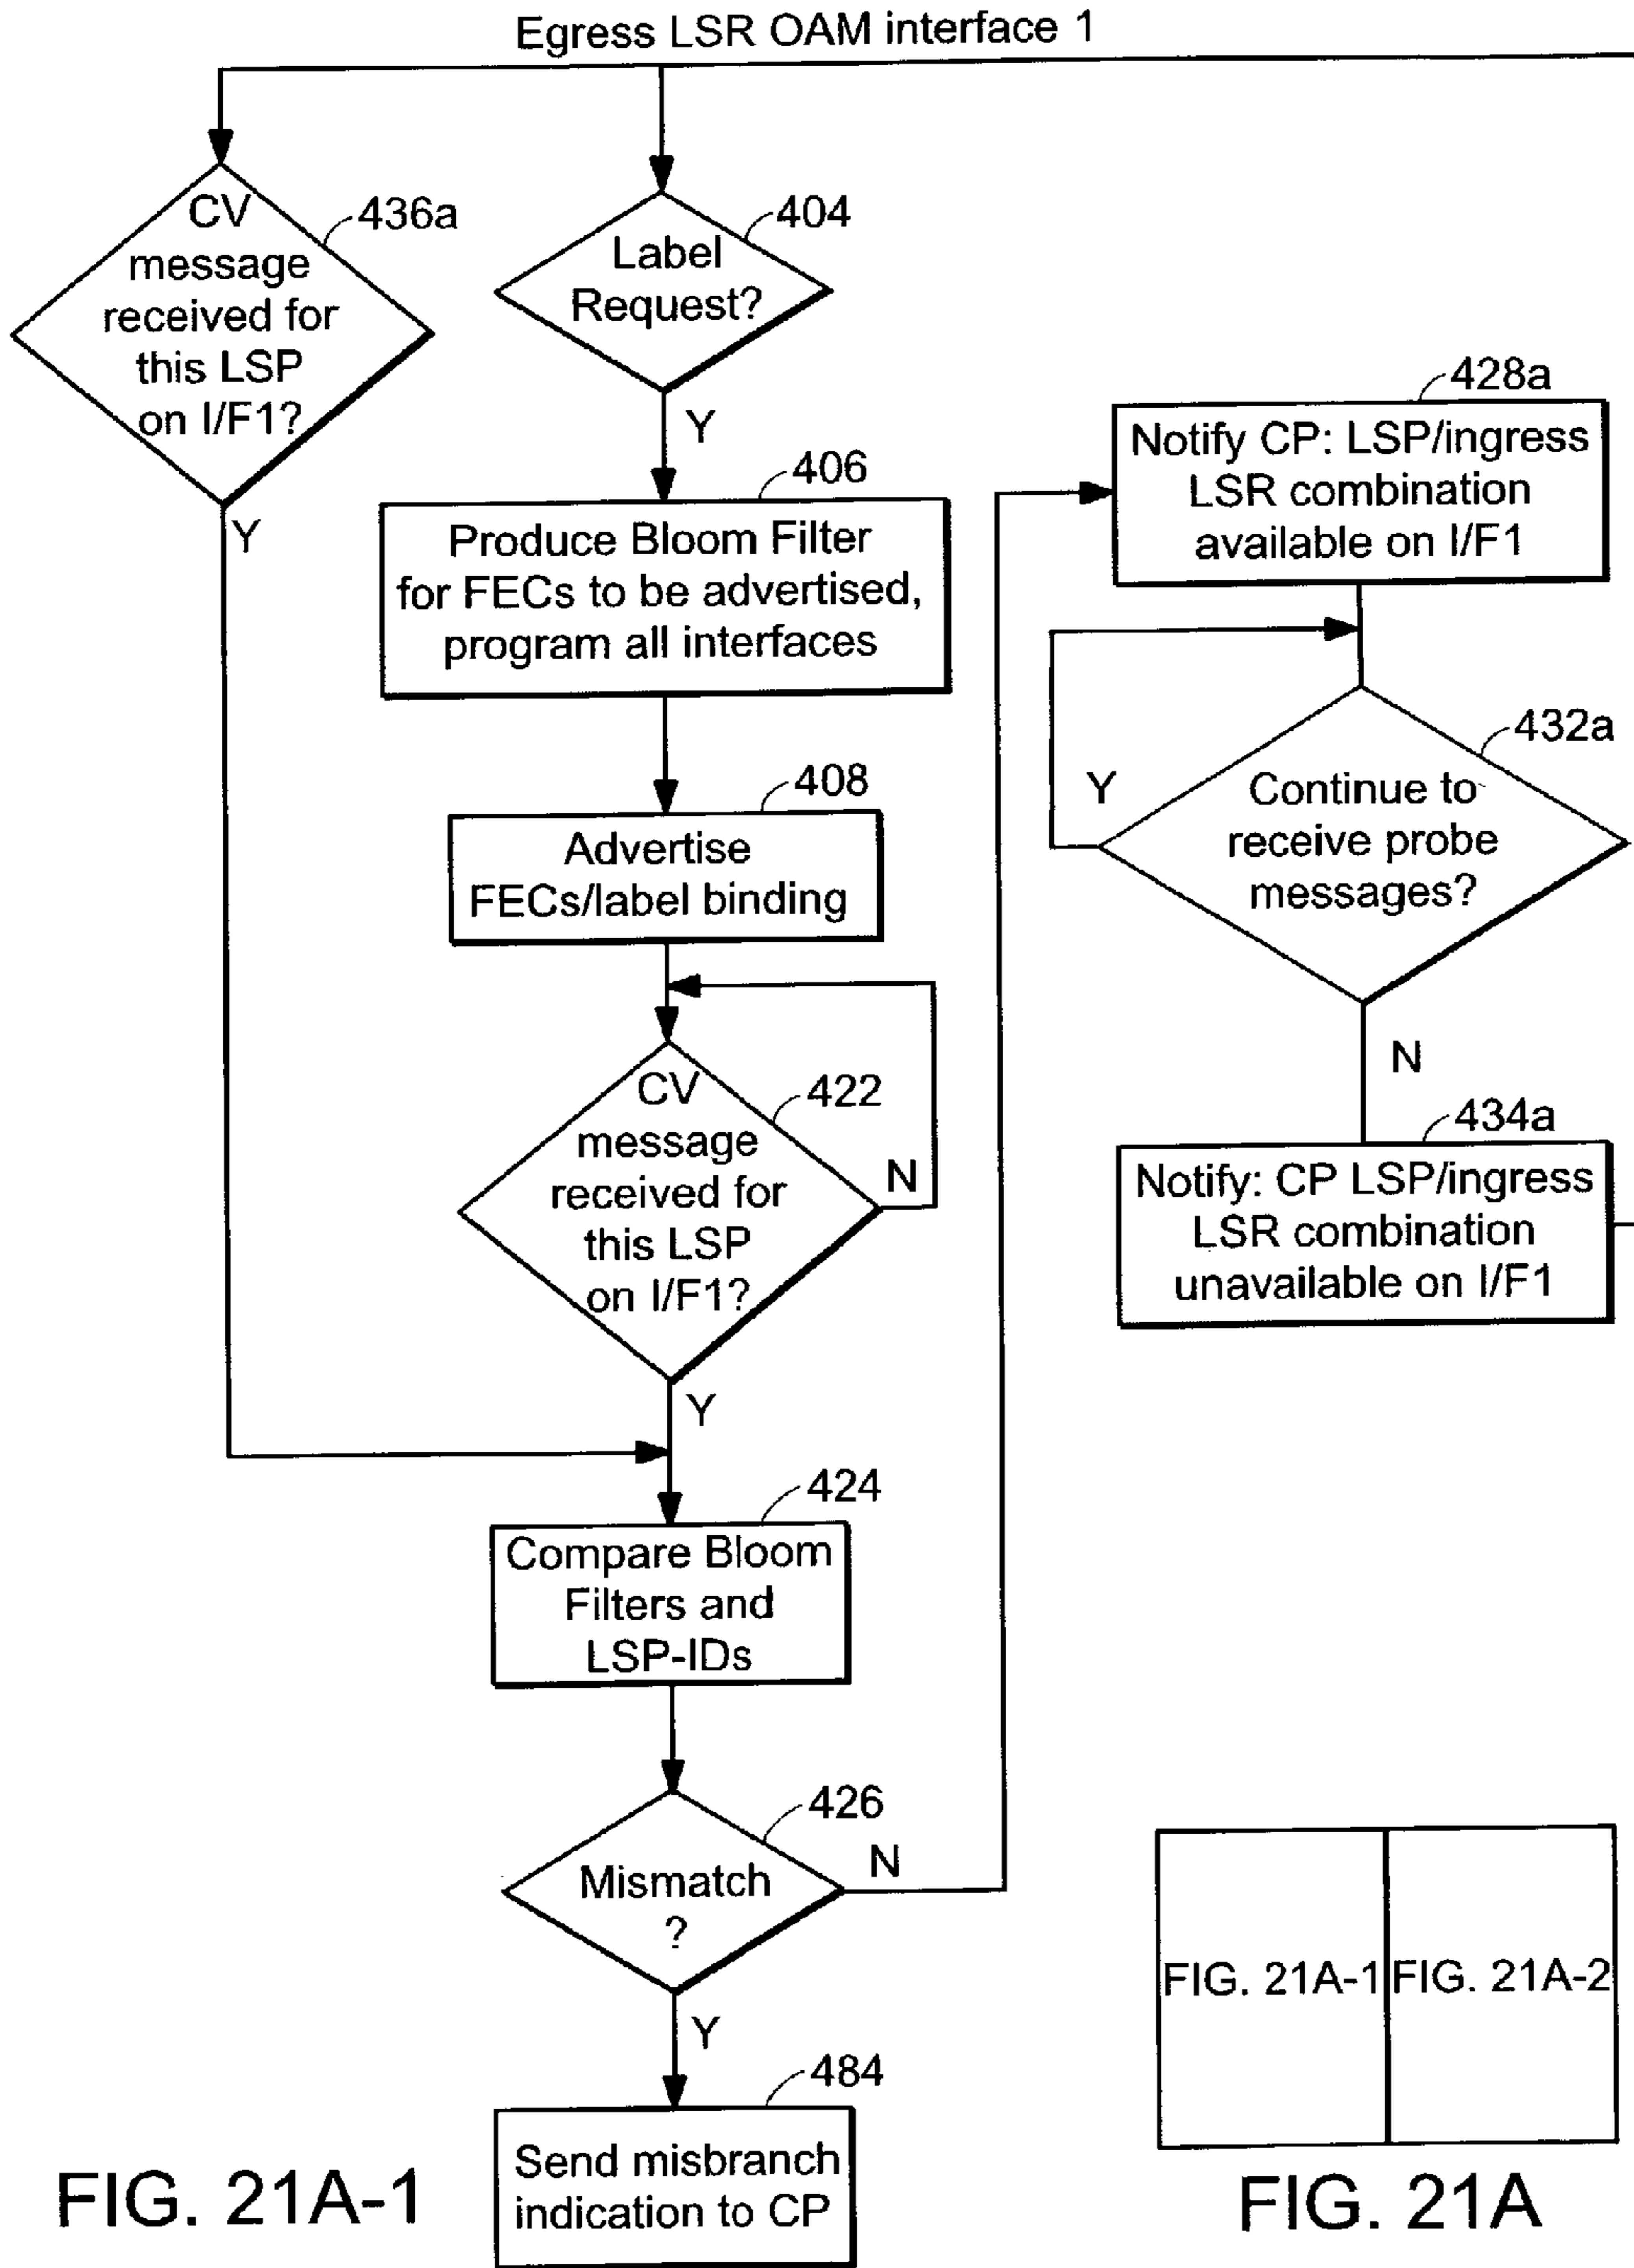 Egress LSR OAM interface 1
CV
message
received for
this LSP
on I/F1?
436a
Y
Label
Request?
404
Y
406
Produce Bloom Filter
for FECs to be advertised,
program all interfaces
408
Advertise
FECs/label binding
CV
message
received for
this LSP
on I/F1?
422
N
Y
424
Compare Bloom
Filters and
LSP-IDs
426
Mismatch
?
N
Y
484
Send misbranch
indication to CP
428a
Notify CP: LSP/ingress
LSR combination
available on I/F1
432a
Continue to
receive probe
messages?
Y
N
434a
Notify: CP LSP/ingress
LSR combination
unavailable on I/F1
FIG. 21A-1
FIG. 21A-2
FIG. 21A-1
FIG. 21A